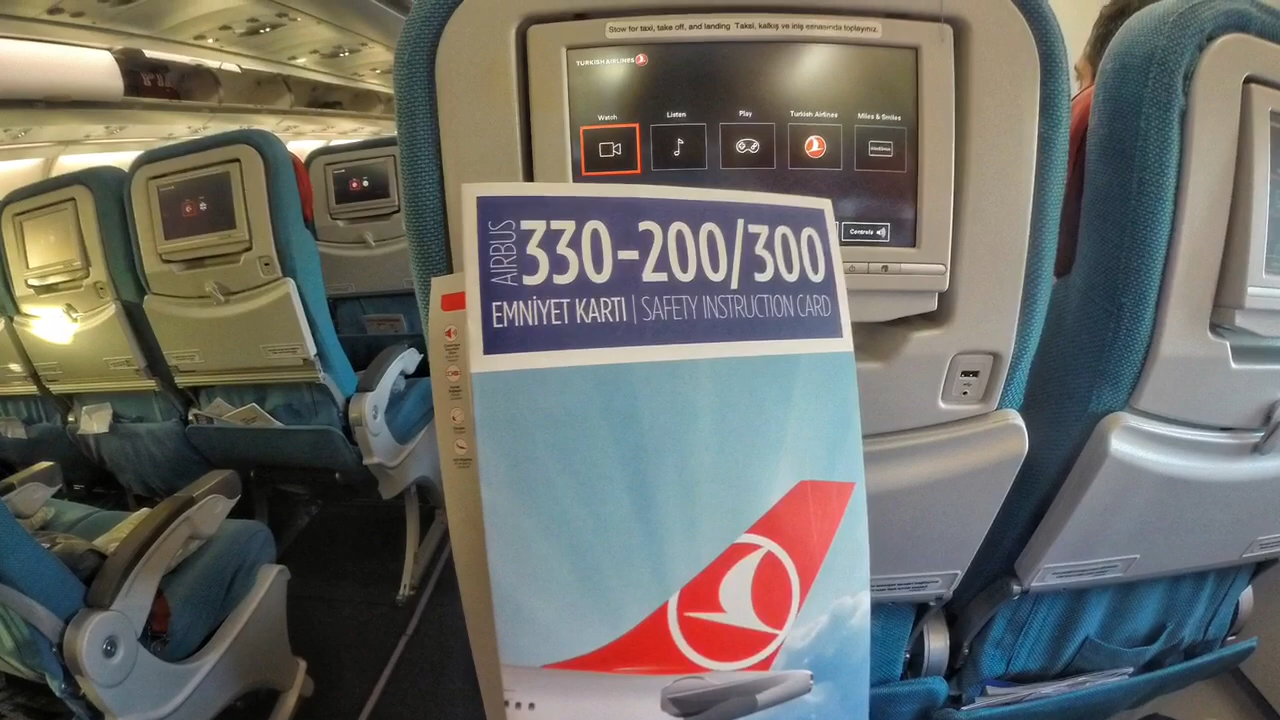 Stow for taxi, take off, and landing Taksi, kalkış ve iniş esnasında toplayınız.
TURKISH AIRLINES
Watch
Listen
Play
Turkish Airlines
Miles & Smiles
Controls
AIRBUS
330-200/300
EMNİYET KARTI | SAFETY INSTRUCTION CARD